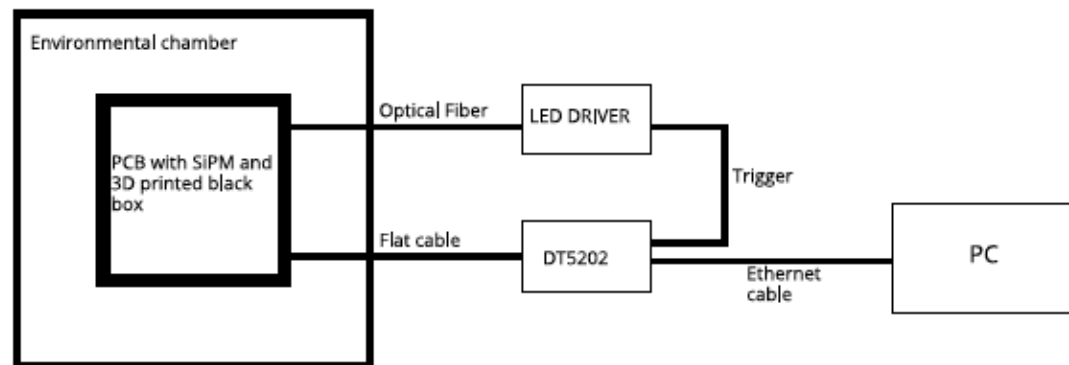 Environmental chamber
PCB with SiPM and
3D printed black
box
Optical Fiber
LED DRIVER
Trigger
Flat cable
DT5202
Ethernet
cable
PC